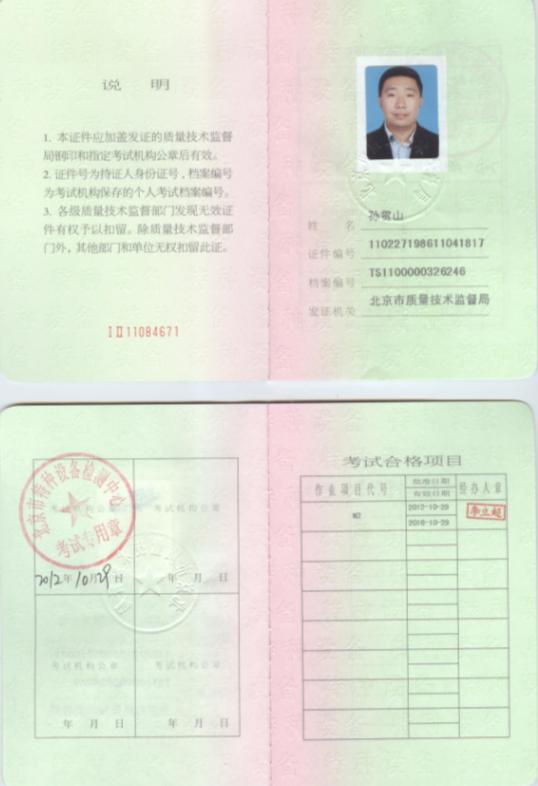 说 明
1. 本证件应加盖发证的质量技术监督
局钢印和指定考试机构公章后有效。
2. 证件号为持证人身份证号，档案编号
为考试机构保存的个人考试档案编号。
3. 各级质量技术监督部门发现无效证
件有权予以扣留。除质量技术监督部
门外，其他部门和单位无权扣留此证。
11084671
姓 名 孙常山
证件编号 110227198611041817
档案编号 TS1100000326246
发证机关 北京市质量技术监督局
北京市特种设备检测中心
考试专用章
考试机构公章 考试机构公章
2012年10月29日 年 月 日
考试机构公章 考试机构公章
年 月 日 年 月 日
考试合格项目
作业项目代号 批准日期 有效日期 经办人章
N2 2012-10-29 2016-10-29